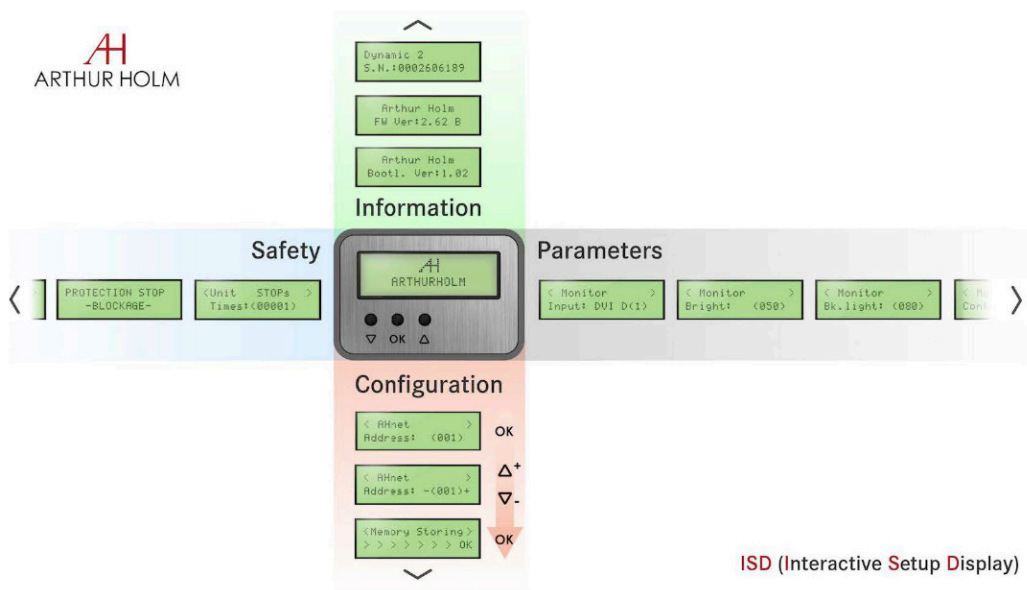 AH
ARTHUR HOLM
Dynamic 2
S.N.:0002606189
Arthur Holm
FW Ver:2.62 B
Arthur Holm
Bootl. Ver:1.02
Information
Safety
PROTECTION STOP
-BLOCKAGE-
<Unit STOPs >
Times:(00001)
AH
ARTHURHOLM
▽ OK △
Parameters
< Monitor >
Input: DVI D(1)
< Monitor >
Bright: (050)
< Monitor >
Bk.light: (080)
Configuration
< AHnet >
Address: (001)
OK
< AHnet >
Address: -(001)+
△+
▽-
<Memory Storing>
> > > > > > > OK
OK
ISD (Interactive Setup Display)